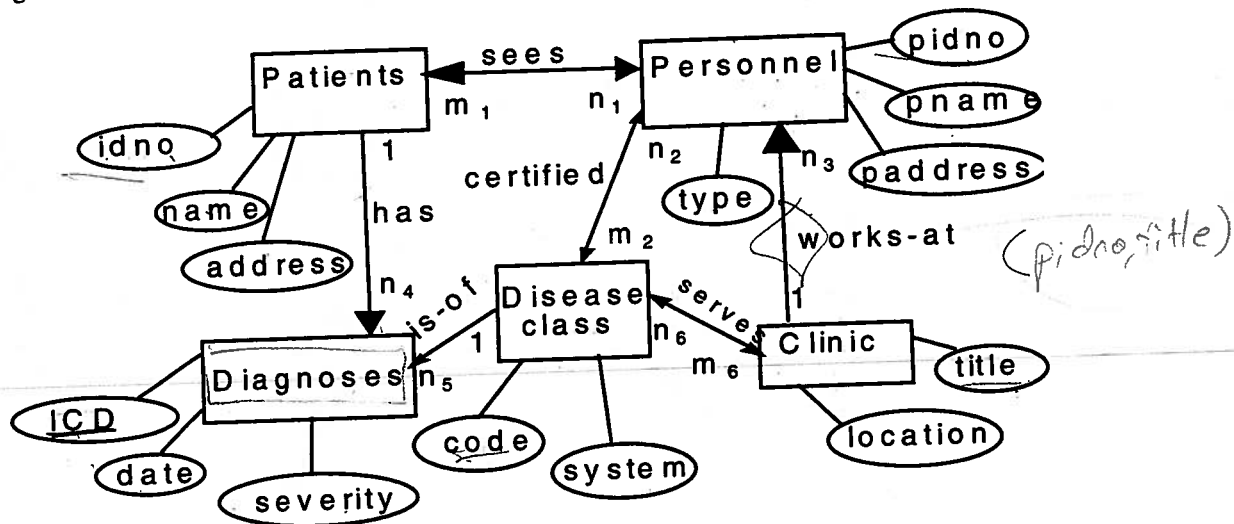 sees
Patients
Personnel
pidno
pname
paddress
type
m 1
n 1
idno
name
address
1
has
certified
n 2
n 3
works-at
(pidno, title)
m 2
n 4
is-of
Disease
class
1
serves
n 6
1
Clinic
m 6
title
location
Diagnoses
n 5
ICD
date
severity
code
system